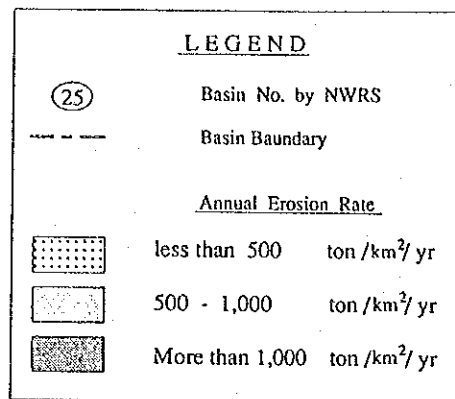 LEGEND
25 Basin No. by NWRS
Basin Baundary
Annual Erosion Rate
less than 500 ton/km²/yr
500 - 1,000 ton/km²/yr
More than 1,000 ton/km²/yr